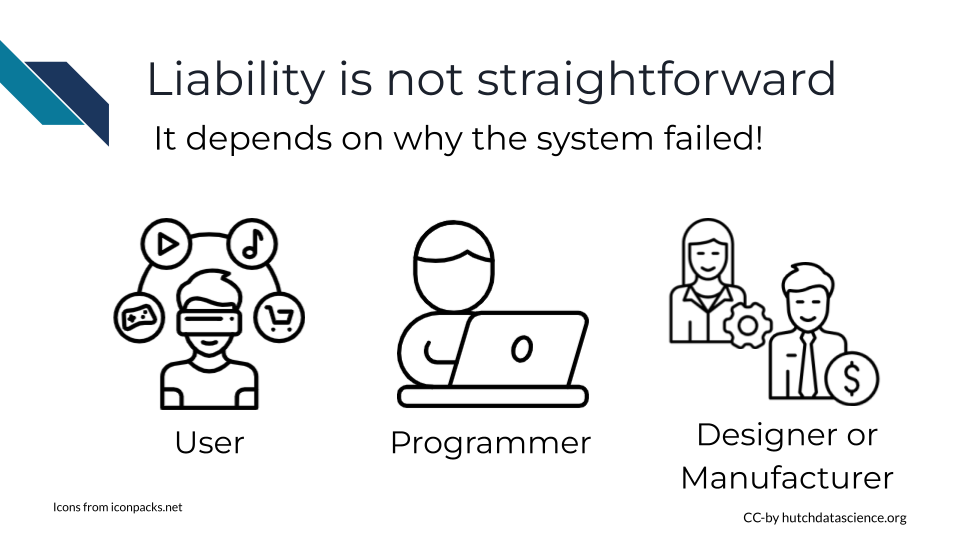 Liability is not straightforward
It depends on why the system failed!
User
Programmer
Designer or
Manufacturer
Icons from iconpacks.net
CC-by hutchdatascience.org